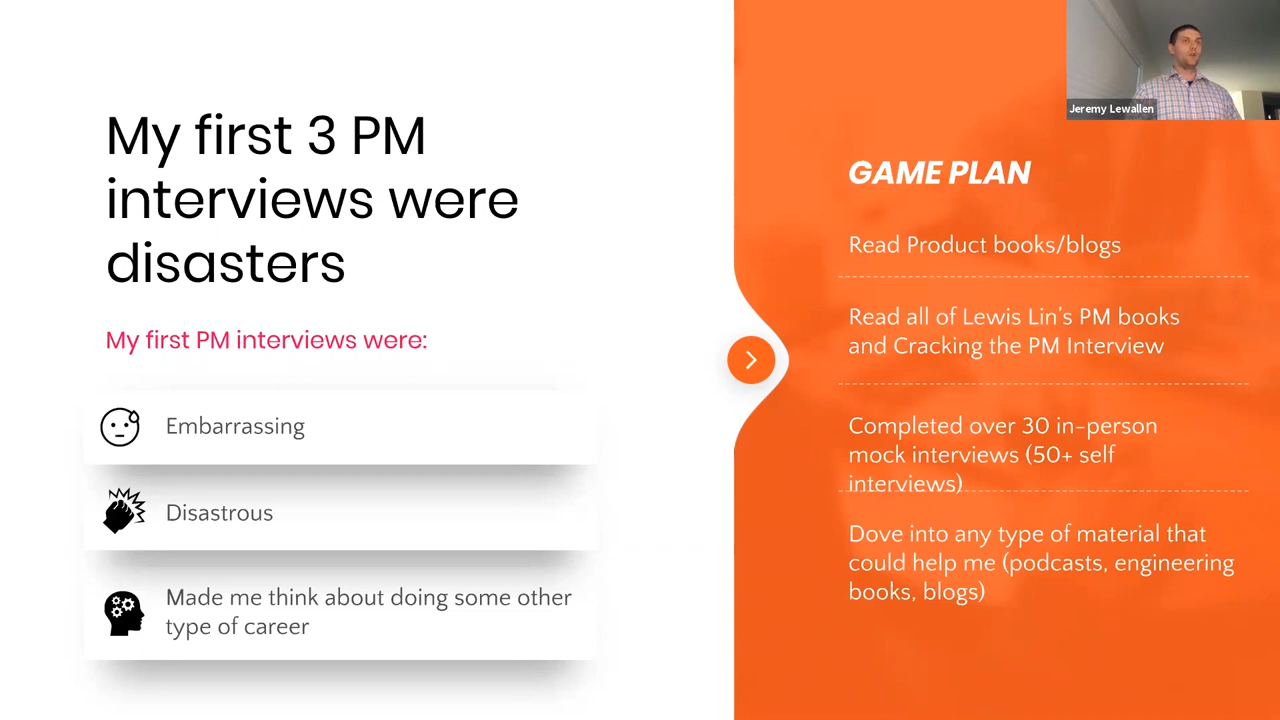 My first 3 PM
interviews were
disasters
My first PM interviews were:
Embarrassing
Disastrous
Made me think about doing some other
type of career
Jeremy Lewallen
GAME PLAN
Read Product books/blogs
Read all of Lewis Lin's PM books
and Cracking the PM Interview
Completed over 30 in-person
mock interviews (50+ self
interviews)
Dove into any type of material that
could help me (podcasts, engineering
books, blogs)